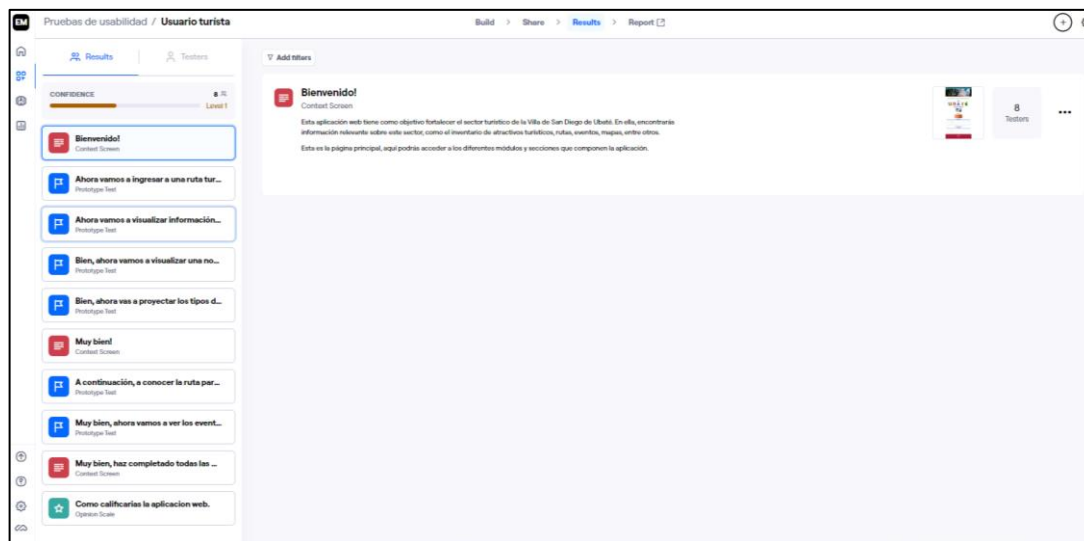 EM
Pruebas de usabilidad / Usuario turísta
Build > Share > Results > Report
Results
Testers
Add filters
CONFIDENCE
8
Level 1
Bienvenido!
Context Screen
Ahora vamos a ingresar a una ruta tur...
Prototype Test
Ahora vamos a visualizar información...
Prototype Test
Bien, ahora vamos a visualizar una no...
Prototype Test
Bien, ahora vas a proyectar los tipos d...
Prototype Test
Muy bien!
Context Screen
A continuación, a conocer la ruta par...
Prototype Test
Muy bien, ahora vamos a ver los event...
Prototype Test
Muy bien, haz completado todas las ...
Context Screen
Como calificarías la aplicacion web.
Opinion Scale
Bienvenido!
Context Screen
Esta aplicación web tiene como objetivo fortalecer el sector turístico de la Villa de San Diego de Ubaté. En ella, encontrarás
información relevante sobre este sector, como el inventario de atractivos turísticos, rutas, eventos, mapas, entre otros.
Esta es la página principal, aquí podrás acceder a los diferentes módulos y secciones que componen la aplicación.
8
Testers